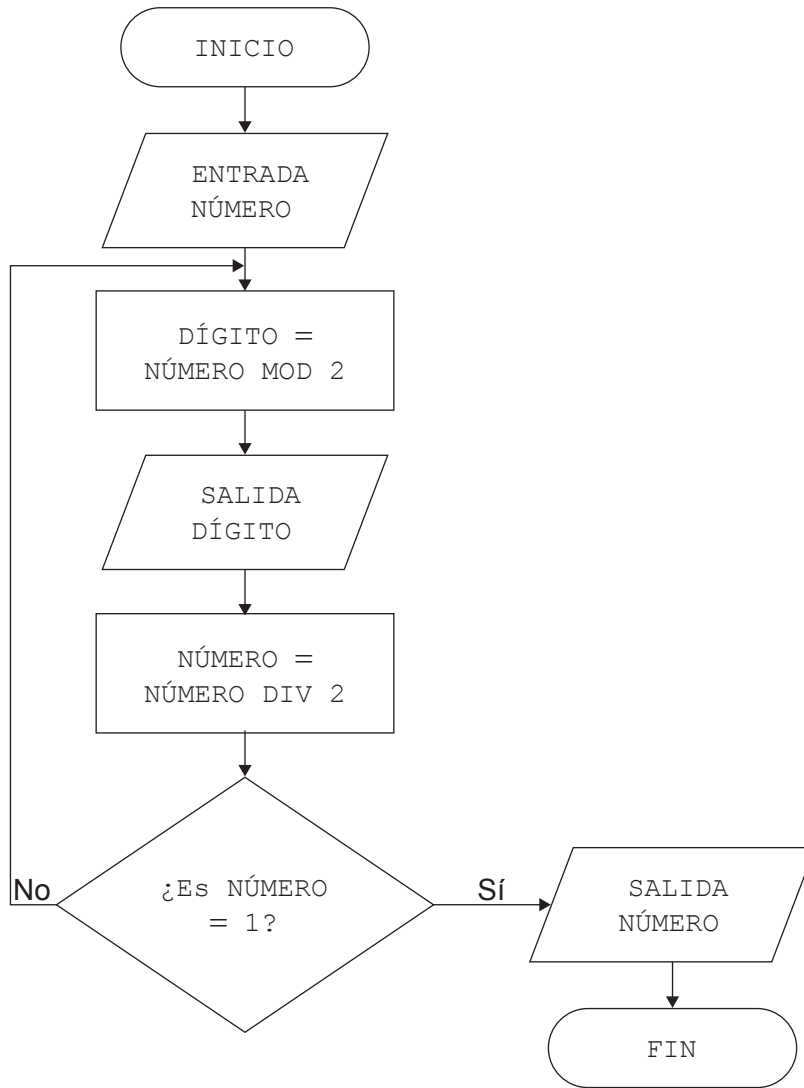 INICIO
ENTRADA
NÚMERO
DÍGITO =
NÚMERO MOD 2
SALIDA
DÍGITO
NÚMERO =
NÚMERO DIV 2
No
¿Es NÚMERO
= 1?
Sí
SALIDA
NÚMERO
FIN